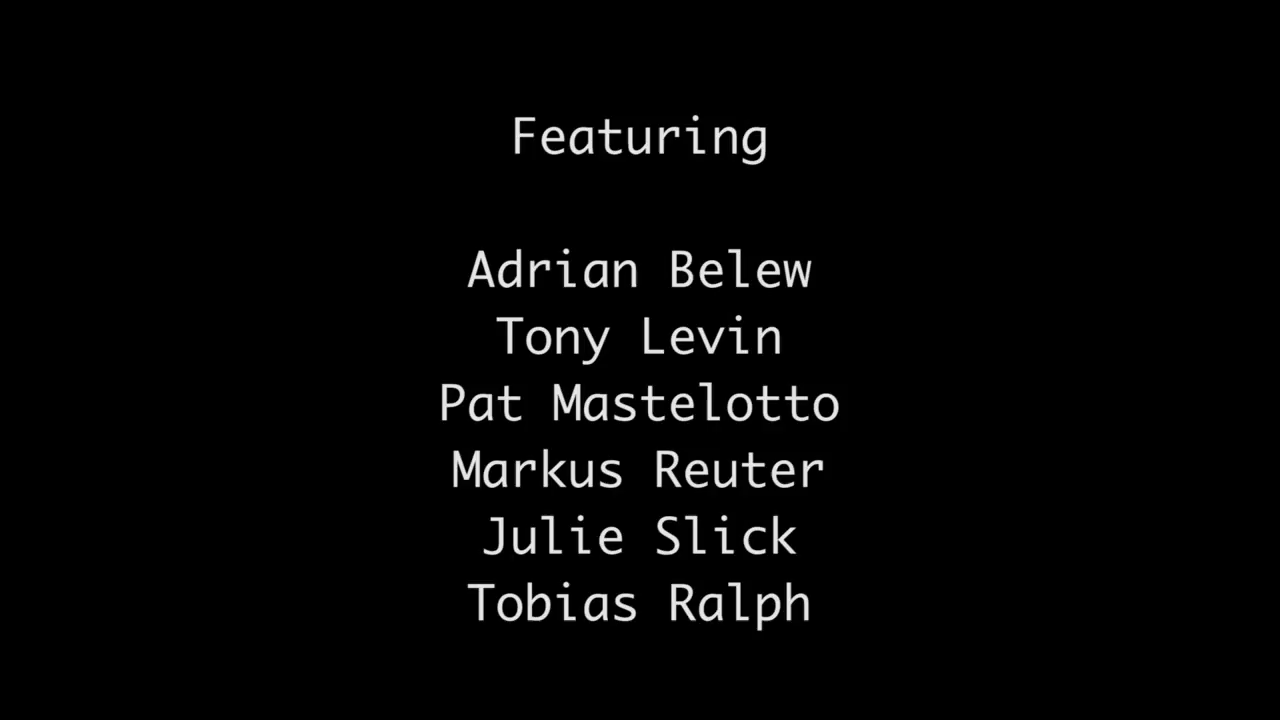 Featuring
Adrian Belew
Tony Levin
Pat Mastelotto
Markus Reuter
Julie Slick
Tobias Ralph